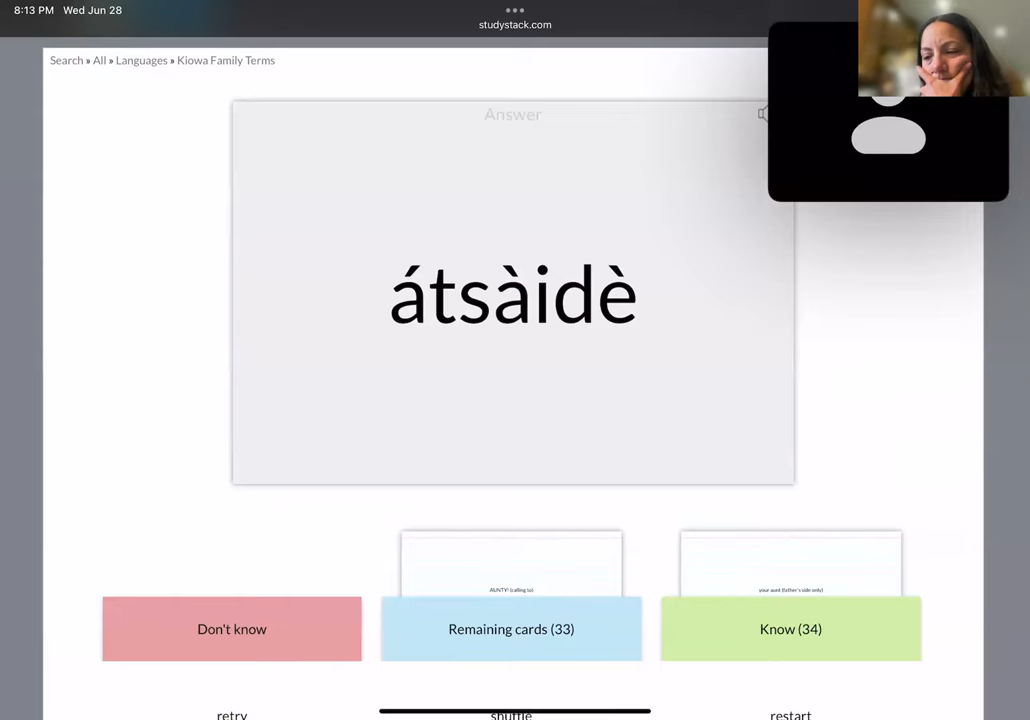 8:13 PM Wed Jun 28
studystack.com
Search » All » Languages » Kiowa Family Terms
Answer
átsàidè
AUNTY! (calling to)
your aunt (father's side only)
Don't know
Remaining cards (33)
Know (34)
retry
shuffle
restart